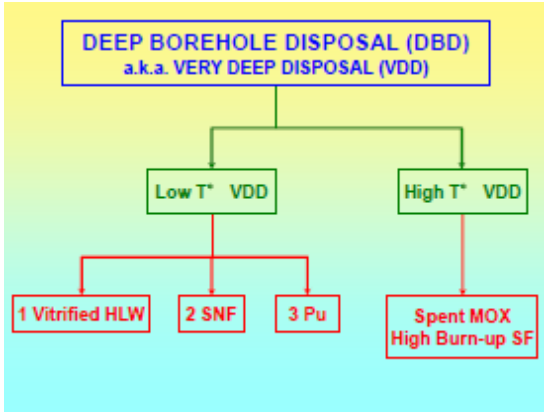 DEEP BOREHOLE DISPOSAL (DBD)
a.k.a. VERY DEEP DISPOSAL (VDD)
Low T° VDD
High T° VDD
1 Vitrified HLW
2 SNF
3 Pu
Spent MOX
High Burn-up SF